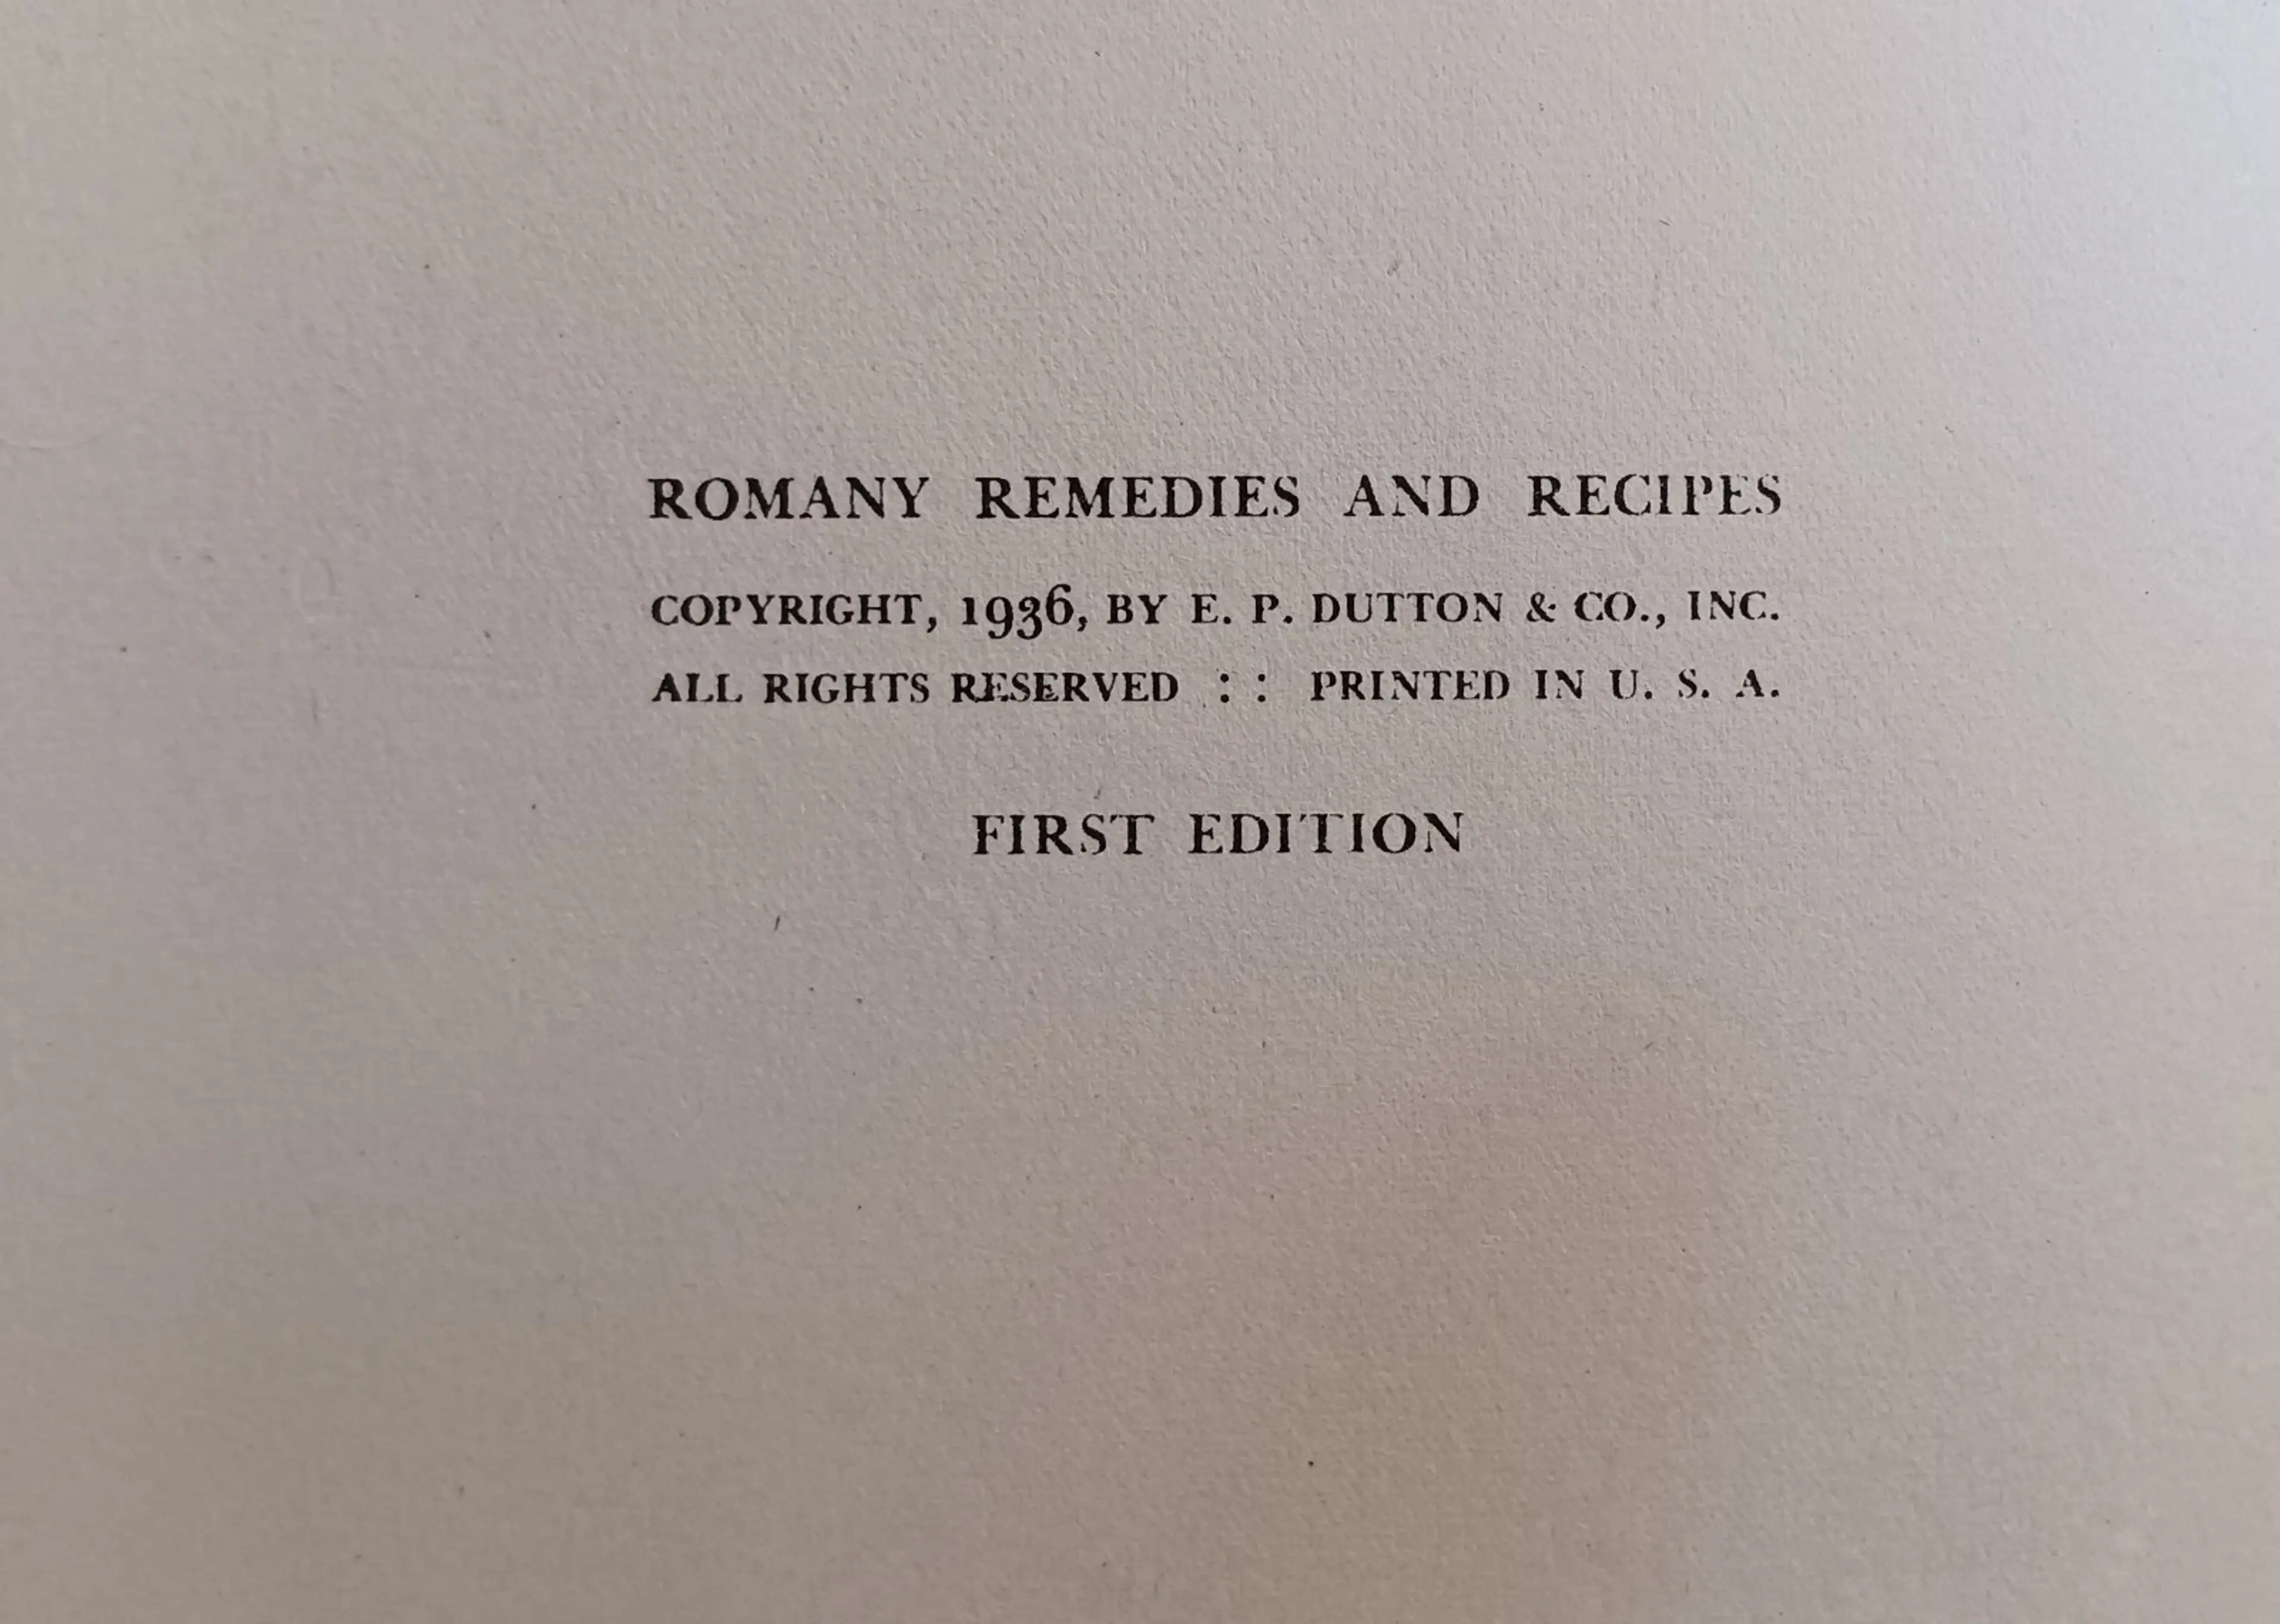 ROMANY REMEDIES AND RECIPES
COPYRIGHT, 1936, BY E. P. DUTTON & CO., INC.
ALL RIGHTS RESERVED : : PRINTED IN U. S. A.
FIRST EDITION